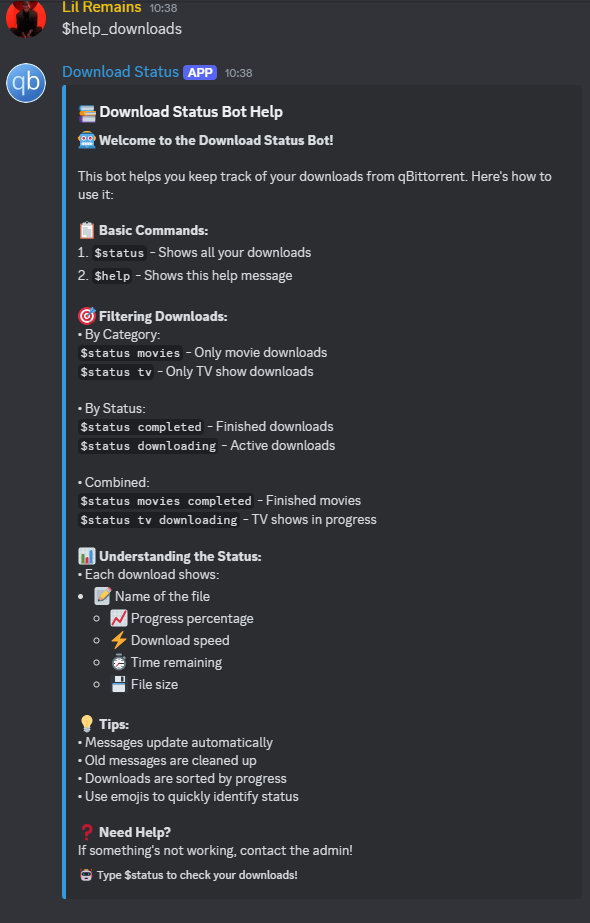 Lil Remains 10:38
$help_downloads
qb
Download Status APP 10:38
📚 Download Status Bot Help
🤖 Welcome to the Download Status Bot!
This bot helps you keep track of your downloads from qBittorrent. Here's how to
use it:
📋 Basic Commands:
1. $status - Shows all your downloads
2. $help - Shows this help message
🎯 Filtering Downloads:
• By Category:
$status movies - Only movie downloads
$status tv - Only TV show downloads
• By Status:
$status completed - Finished downloads
$status downloading - Active downloads
• Combined:
$status movies completed - Finished movies
$status tv downloading - TV shows in progress
📊 Understanding the Status:
• Each download shows:
• 📝 Name of the file
◦ 📈 Progress percentage
◦ ⚡ Download speed
◦ ⏱️ Time remaining
◦ 💾 File size
💡 Tips:
• Messages update automatically
• Old messages are cleaned up
• Downloads are sorted by progress
• Use emojis to quickly identify status
❓ Need Help?
If something's not working, contact the admin!
Type $status to check your downloads!